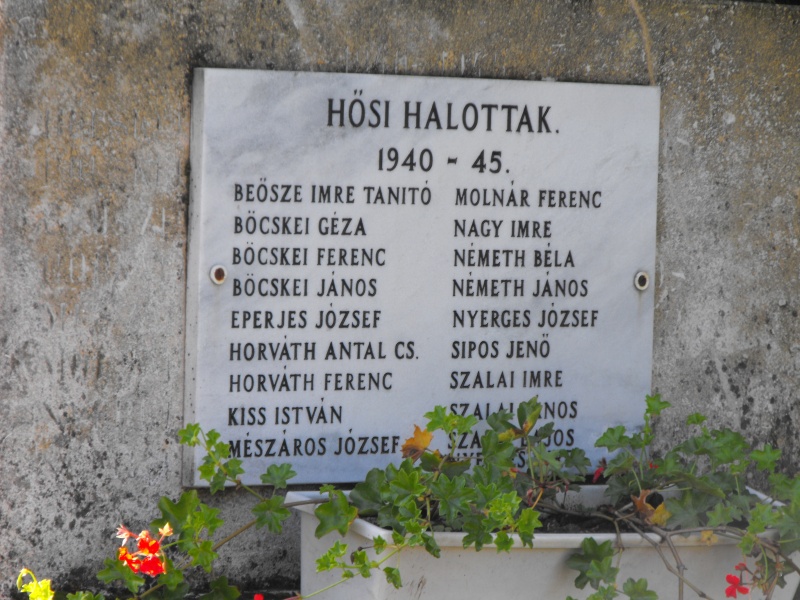 HŐSI HALOTTAK.
1940 - 45.
BEŐSZE IMRE TANITÓ
BÖCSKEI GÉZA
BÖCSKEI FERENC
BÖCSKEI JÁNOS
EPERJES JÓZSEF
HORVÁTH ANTAL CS.
HORVÁTH FERENC
KISS ISTVÁN
MÉSZÁROS JÓZSEF
MOLNÁR FERENC
NAGY IMRE
NÉMETH BÉLA
NÉMETH JÁNOS
NYERGES JÓZSEF
SIPOS JENŐ
SZALAI IMRE